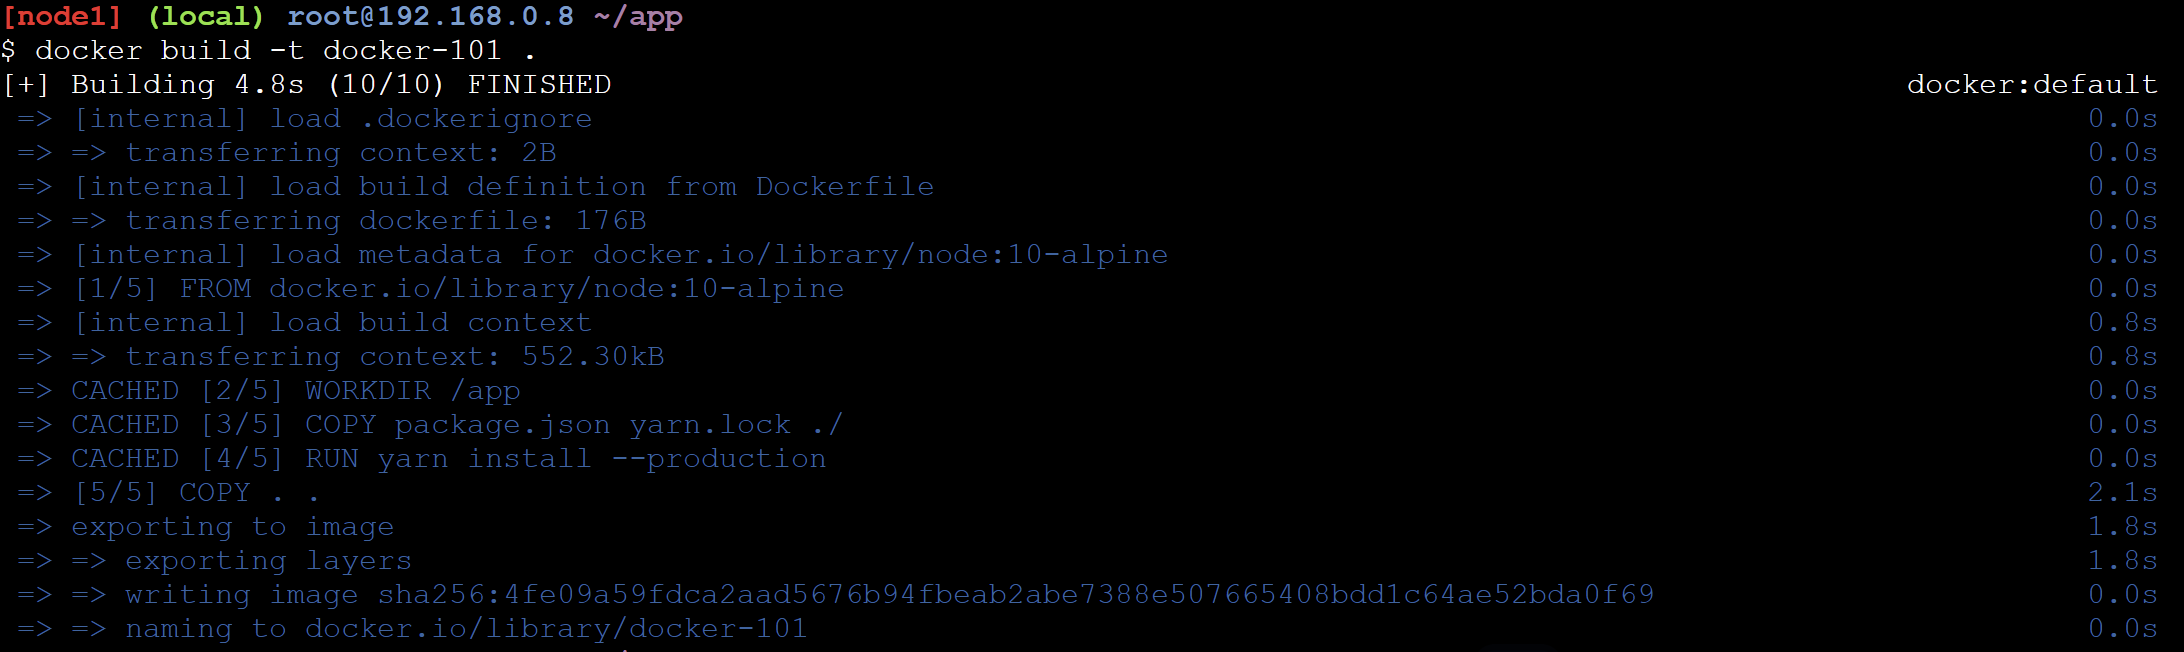 [node1] (local) root@192.168.0.8 ~/app
$ docker build -t docker-101 .
[+] Building 4.8s (10/10) FINISHED docker:default
=> [internal] load .dockerignore 0.0s
=> => transferring context: 2B 0.0s
=> [internal] load build definition from Dockerfile 0.0s
=> => transferring dockerfile: 176B 0.0s
=> [internal] load metadata for docker.io/library/node:10-alpine 0.0s
=> [1/5] FROM docker.io/library/node:10-alpine 0.0s
=> [internal] load build context 0.8s
=> => transferring context: 552.30kB 0.8s
=> CACHED [2/5] WORKDIR /app 0.0s
=> CACHED [3/5] COPY package.json yarn.lock ./ 0.0s
=> CACHED [4/5] RUN yarn install --production 0.0s
=> [5/5] COPY . . 2.1s
=> exporting to image 1.8s
=> => exporting layers 1.8s
=> => writing image sha256:4fe09a59fdca2aad5676b94fbeab2abe7388e507665408bdd1c64ae52bda0f69 0.0s
=> => naming to docker.io/library/docker-101 0.0s